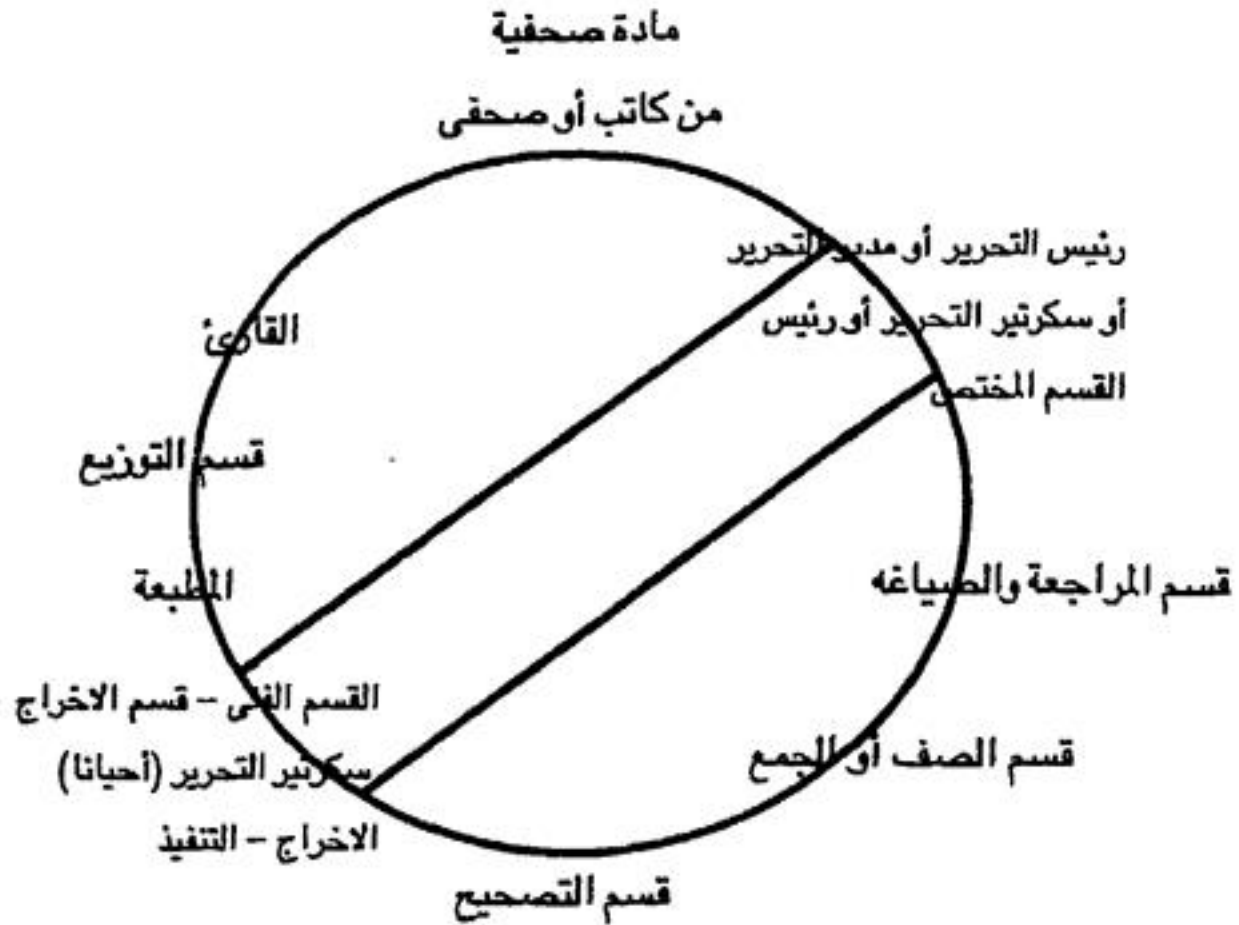 مادة صحفية
من كاتب أو صحفى
رئيس التحرير أو مدير التحرير
أو سكرتير التحرير أو رئيس
القسم المختص
قسم المراجعة والصياغه
قسم الصف أو الجمع
قسم التصحيح
القسم الفنى – قسم الاخراج
سكرتير التحرير (أحيانا)
الاخراج – التنفيذ
المطبعة
قسم التوزيع
القارئ